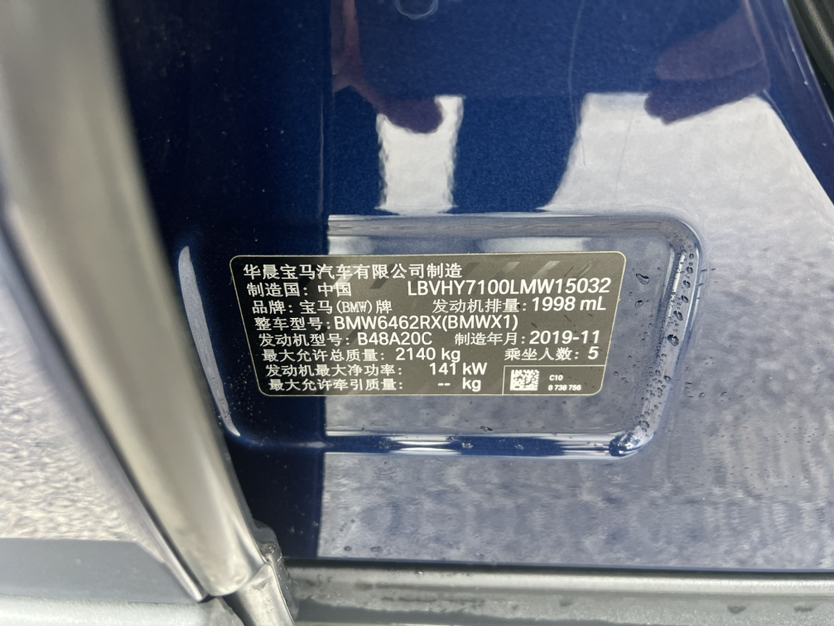 华晨宝马汽车有限公司制造
制造国：中国 LBVHY7100LMW15032
品牌：宝马(BMW)牌 发动机排量：1998 mL
整车型号：BMW6462RX(BMWX1)
发动机型号：B48A20C 制造年月：2019-11
最大允许总质量：2140 kg 乘坐人数：5
发动机最大净功率：141 kW
最大允许牵引质量：-- kg
C10
8 738 756